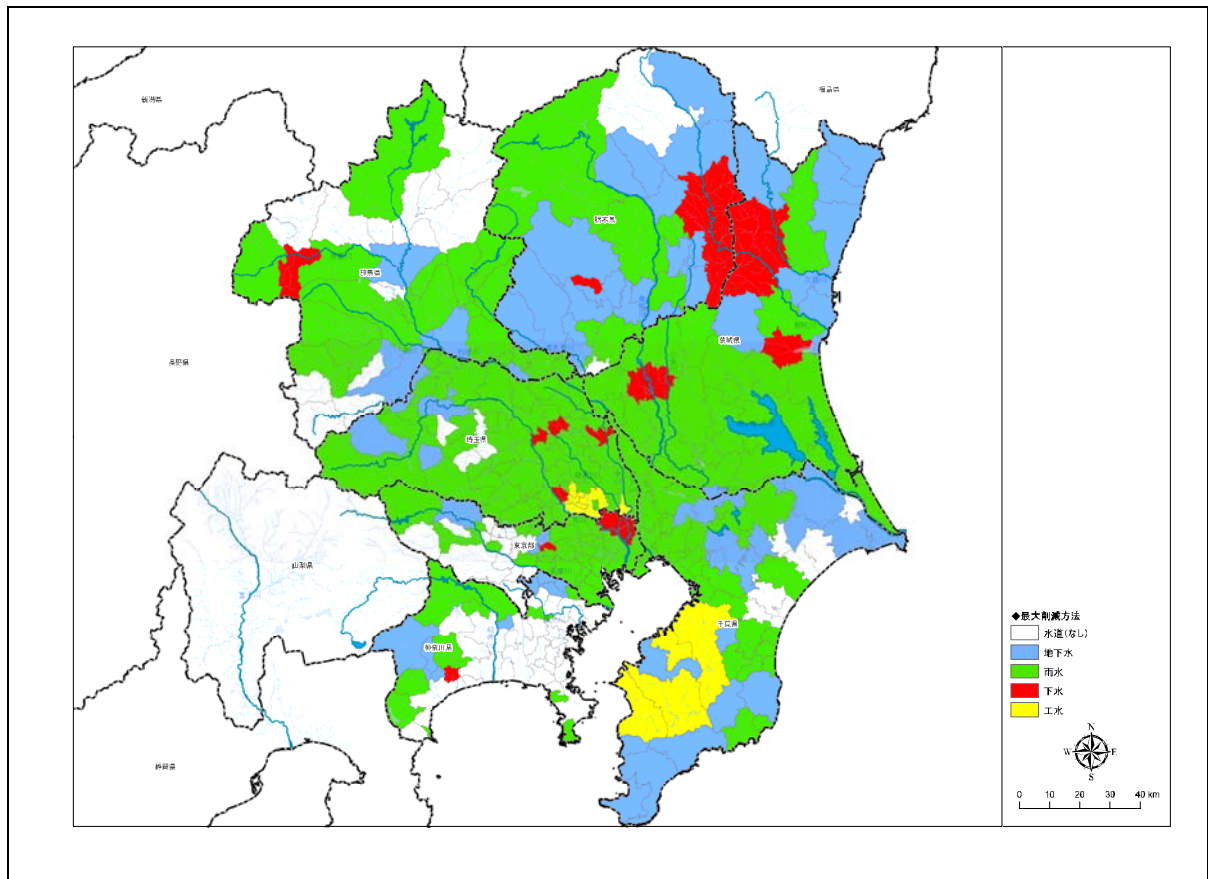 新潟県
福島県
栃木県
群馬県
茨城県
長野県
埼玉県
東京都
山梨県
千葉県
神奈川県
静岡県
◆最大削減方法
水道(なし)
地下水
雨水
下水
工水
N
W E
S
0 10 20 30 40 km